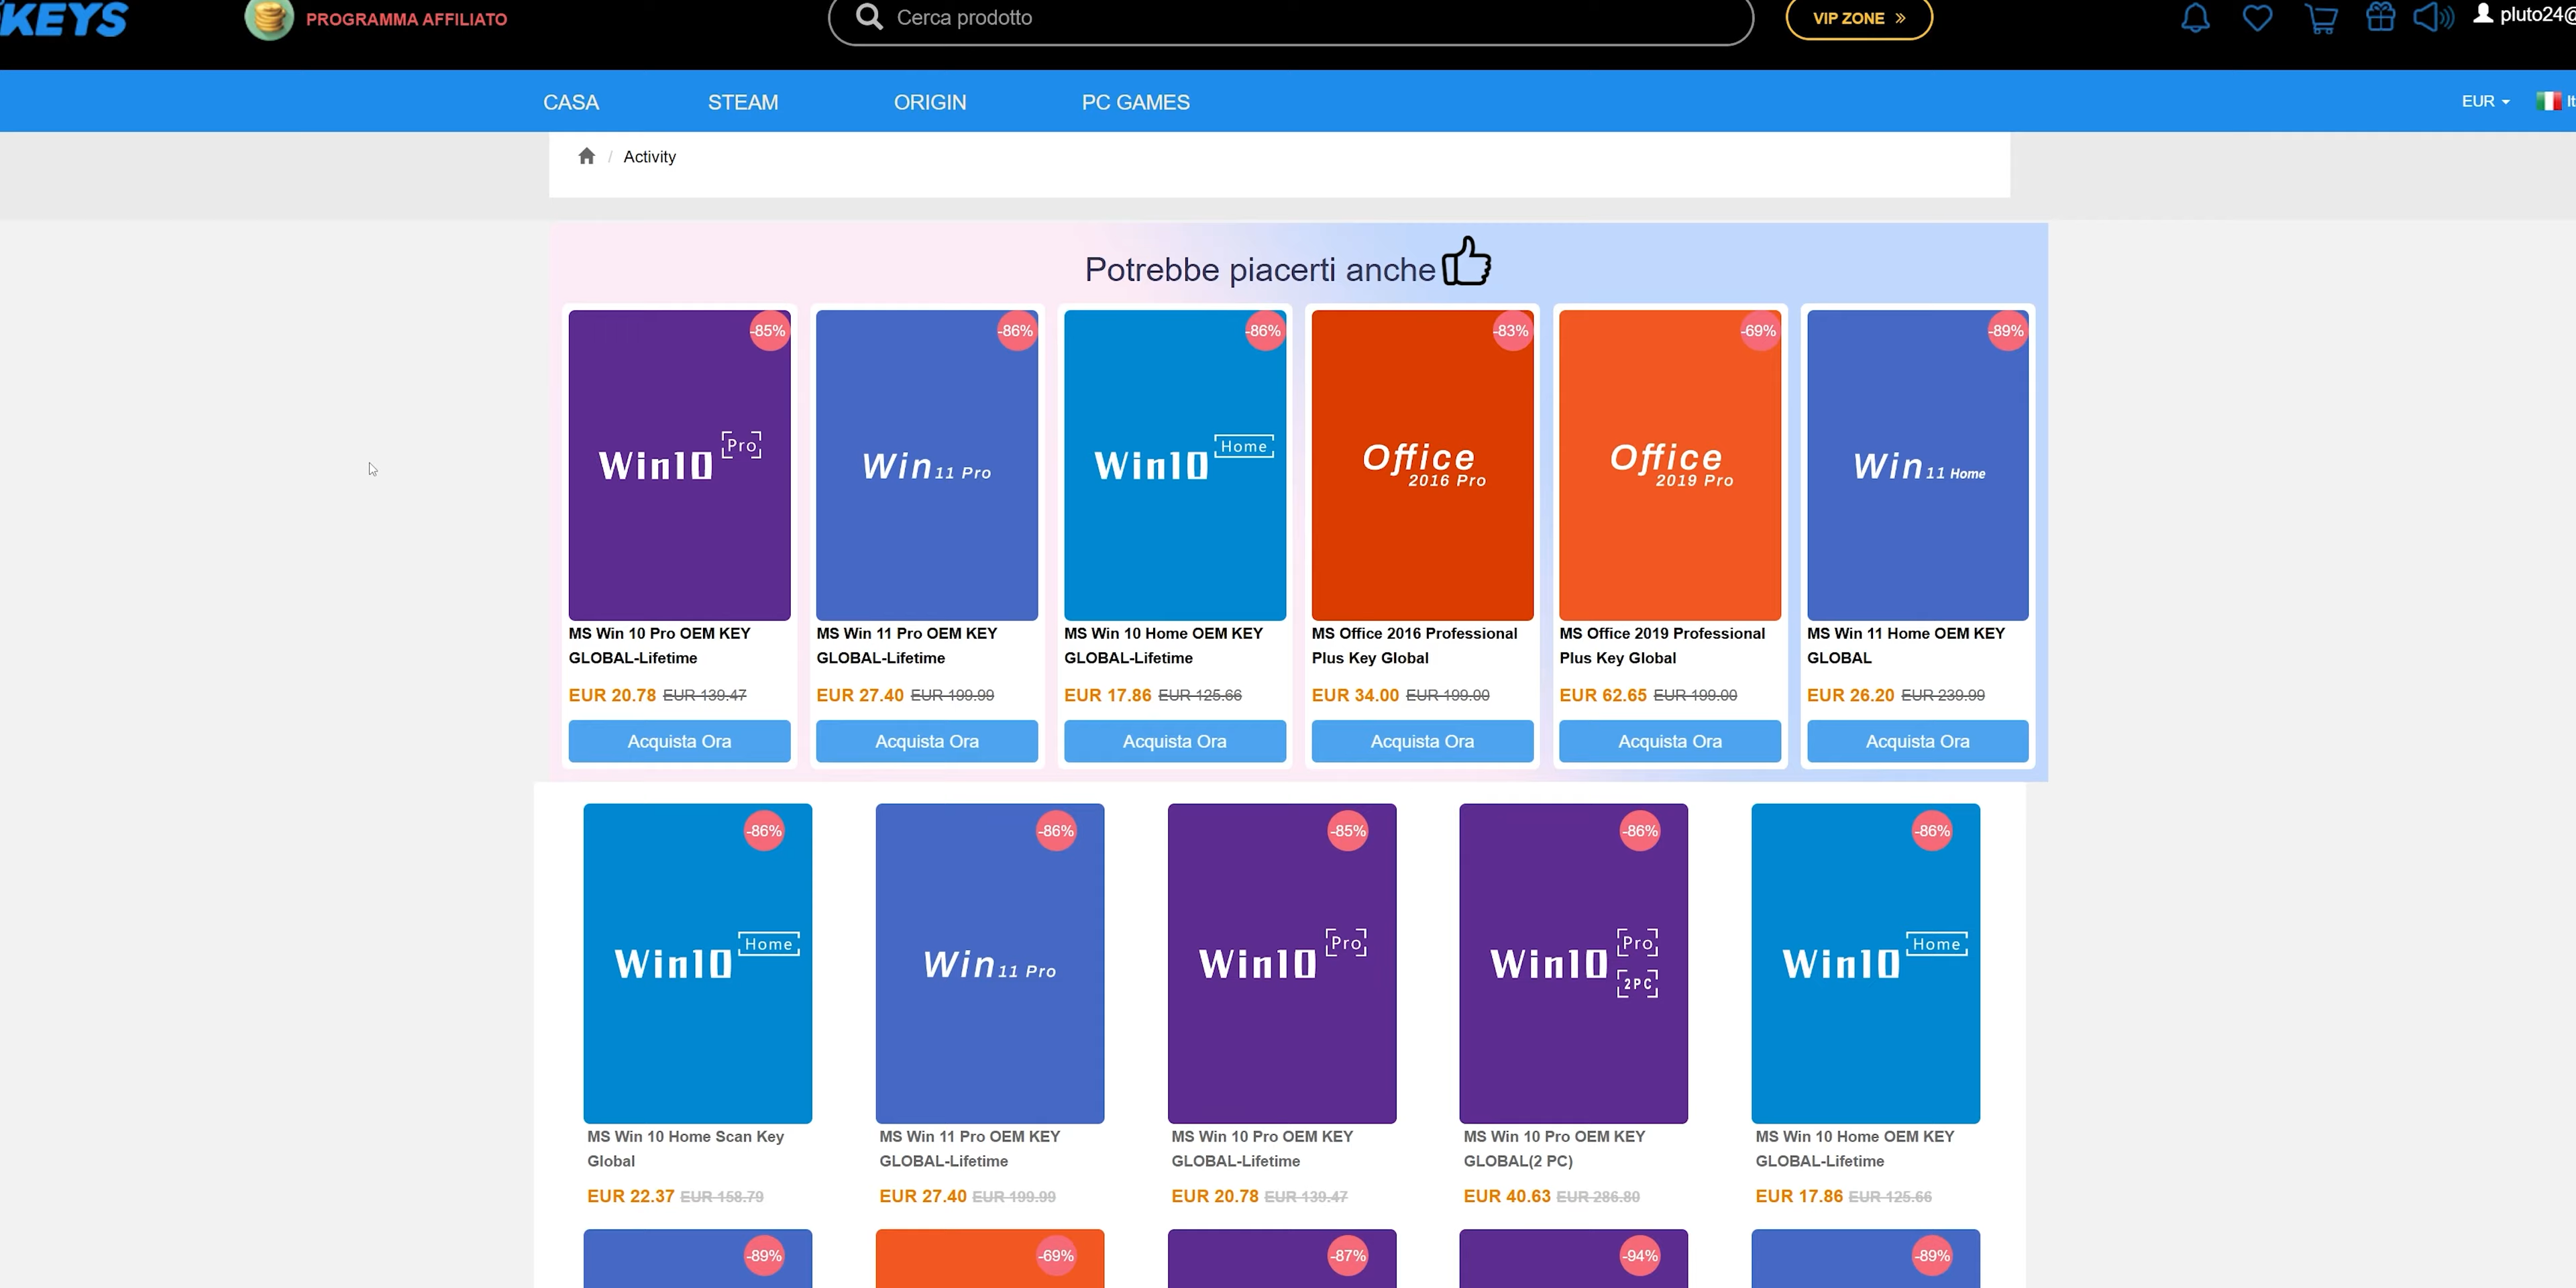 KEYS
PROGRAMMA AFFILIATO
Cerca prodotto
VIP ZONE »
pluto24@
CASA
STEAM
ORIGIN
PC GAMES
EUR
It
/ Activity
Potrebbe piacerti anche
-85%
-86%
-86%
-83%
-69%
-89%
Win10 Pro
Win 11 Pro
Win10 Home
Office
2016 Pro
Office
2019 Pro
Win 11 Home
MS Win 10 Pro OEM KEY
GLOBAL-Lifetime
EUR 20.78 EUR 139.47
Acquista Ora
MS Win 11 Pro OEM KEY
GLOBAL-Lifetime
EUR 27.40 EUR 199.99
Acquista Ora
MS Win 10 Home OEM KEY
GLOBAL-Lifetime
EUR 17.86 EUR 125.66
Acquista Ora
MS Office 2016 Professional
Plus Key Global
EUR 34.00 EUR 199.00
Acquista Ora
MS Office 2019 Professional
Plus Key Global
EUR 62.65 EUR 199.00
Acquista Ora
MS Win 11 Home OEM KEY
GLOBAL
EUR 26.20 EUR 239.99
Acquista Ora
-86%
-86%
-85%
-86%
-86%
Win10 Home
Win 11 Pro
Win10 Pro
Win10 Pro
2PC
Win10 Home
MS Win 10 Home Scan Key
Global
EUR 22.37 EUR 158.79
MS Win 11 Pro OEM KEY
GLOBAL-Lifetime
EUR 27.40 EUR 199.99
MS Win 10 Pro OEM KEY
GLOBAL-Lifetime
EUR 20.78 EUR 139.47
MS Win 10 Pro OEM KEY
GLOBAL(2 PC)
EUR 40.63 EUR 286.80
MS Win 10 Home OEM KEY
GLOBAL-Lifetime
EUR 17.86 EUR 125.66
-89%
-69%
-87%
-94%
-89%